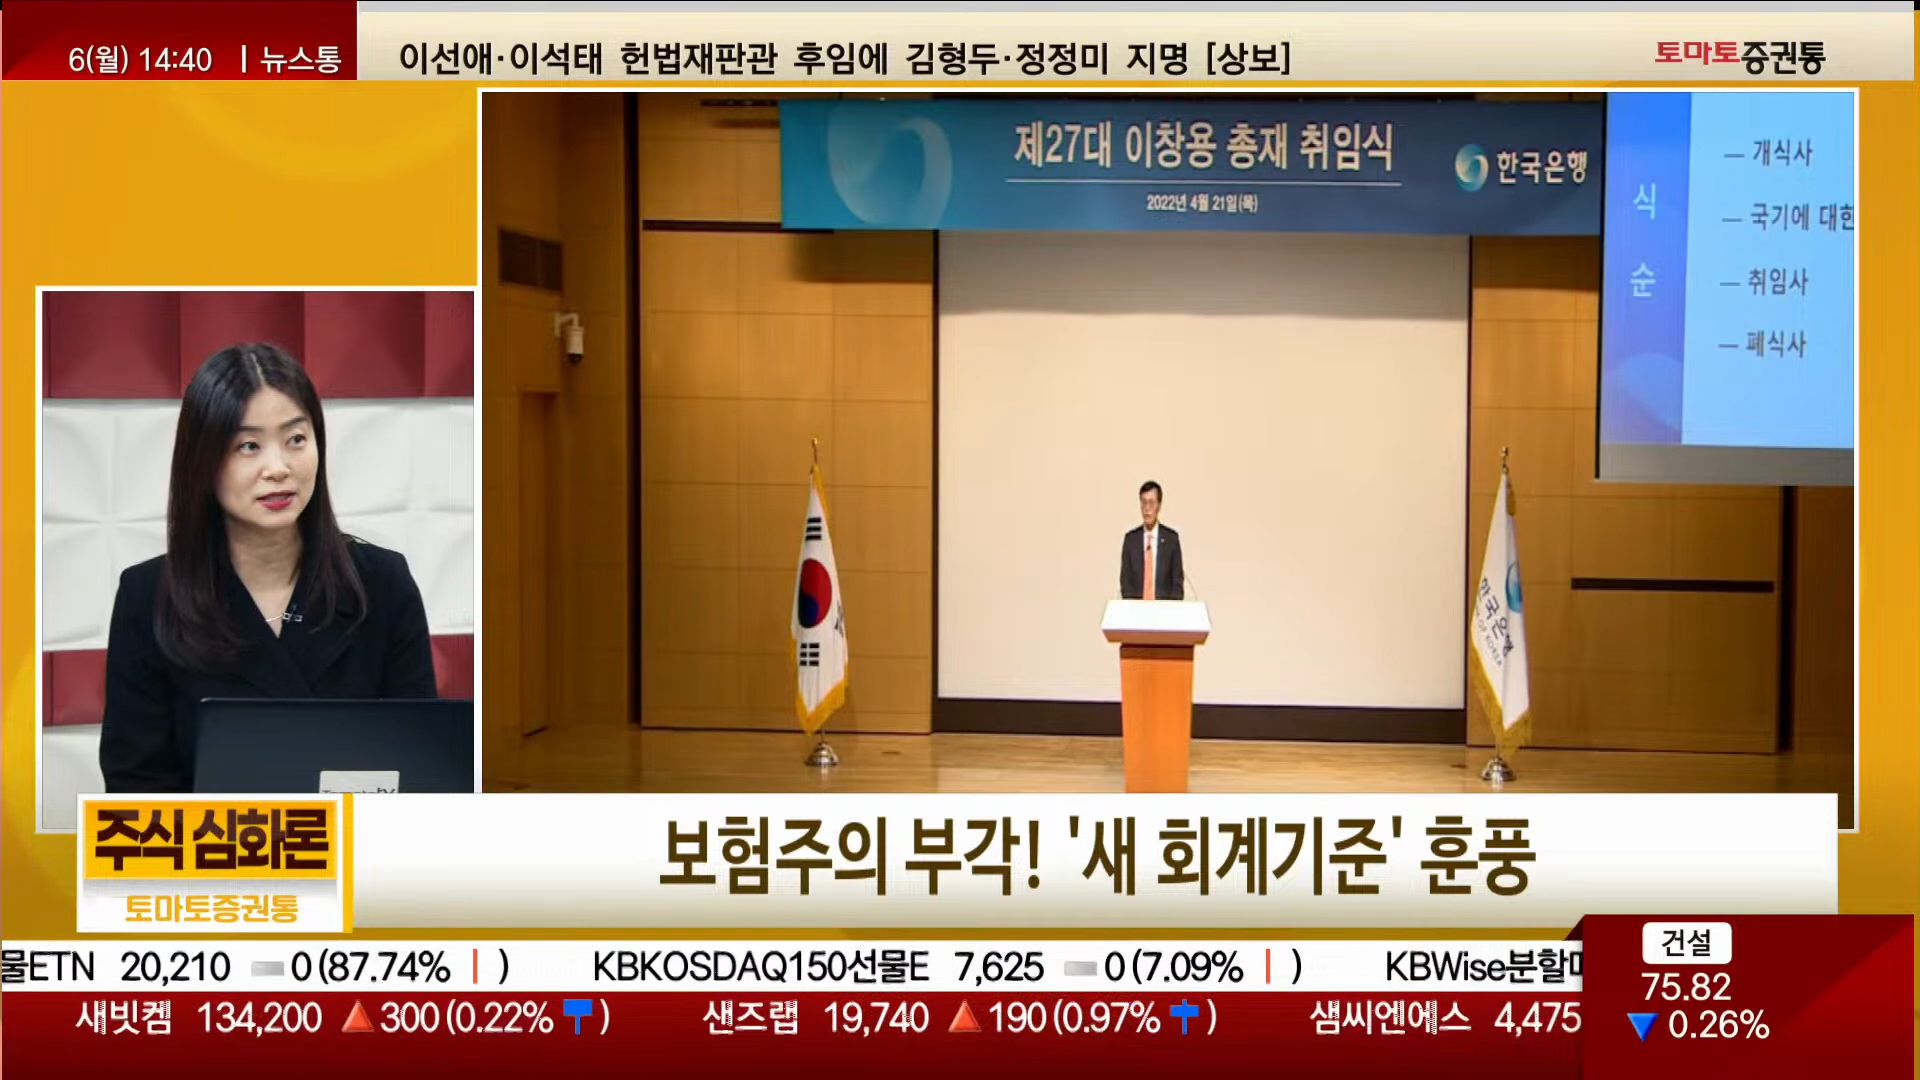 6(월) 14:40 | 뉴스통
이선애·이석태 헌법재판관 후임에 김형두·정정미 지명 [상보]
토마토증권통
제27대 이창용 총재 취임식
2022년 4월 21일(목)
한국은행
식순
— 개식사
— 국기에 대한
— 취임사
— 폐식사
한국은행
주식 심화론
토마토증권통
보험주의 부각! '새 회계기준' 훈풍
물ETN 20,210 0(87.74% )
KBKOSDAQ150선물E 7,625 0(7.09% )
KBWise분할매
새빗켐 134,200 ▲300(0.22% )
샌즈랩 19,740 ▲190(0.97% )
샘씨엔에스 4,475
건설
75.82
▼ 0.26%